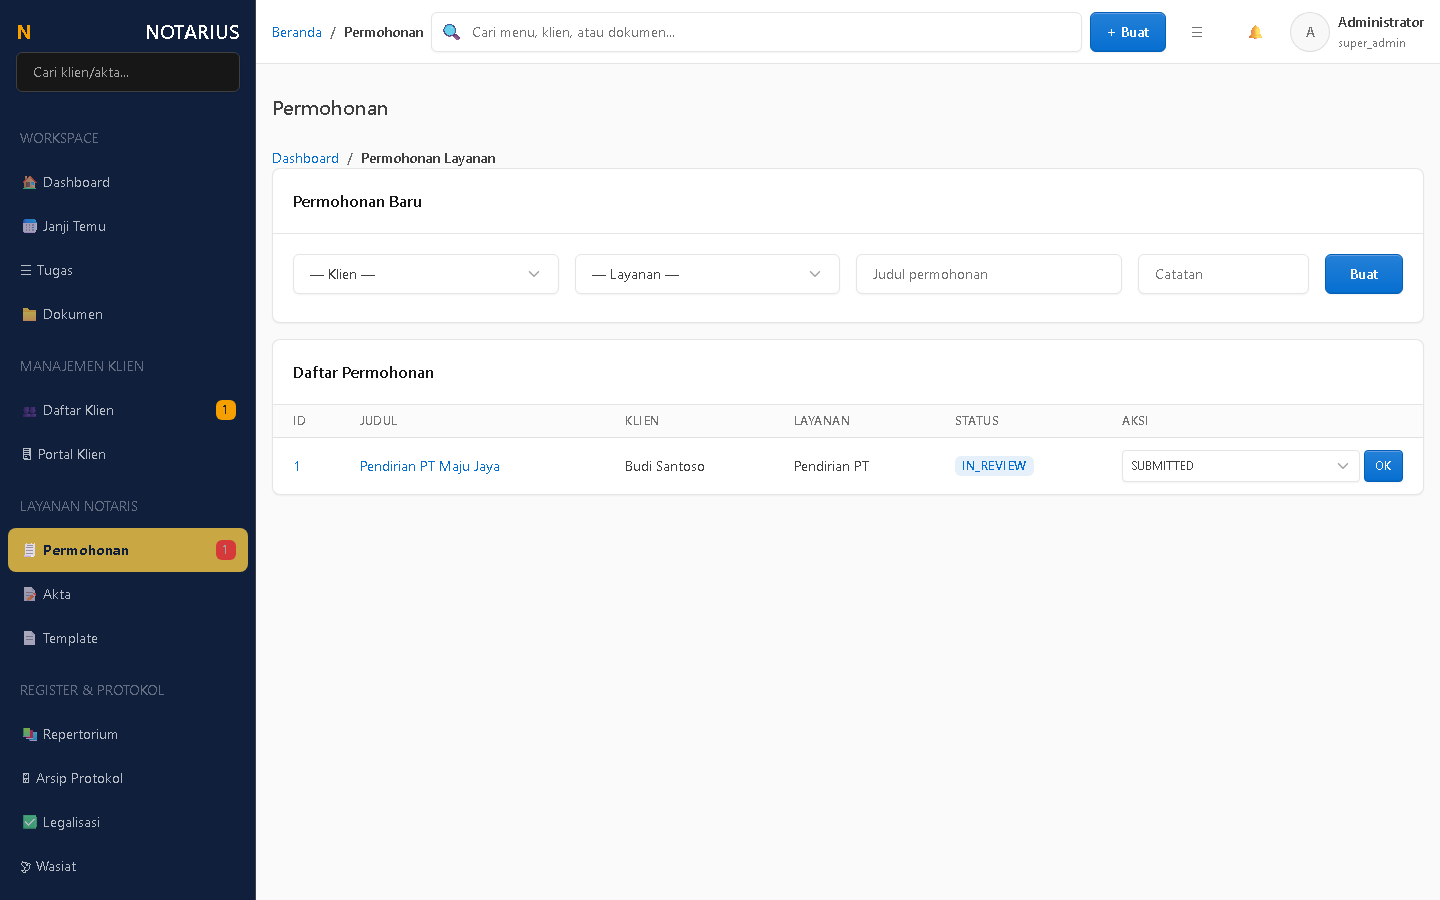 N NOTARIUS
Cari klien/akta...
WORKSPACE
Dashboard
Janji Temu
Tugas
Dokumen
MANAJEMEN KLIEN
Daftar Klien 1
Portal Klien
LAYANAN NOTARIS
Permohonan 1
Akta
Template
REGISTER & PROTOKOL
Repertorium
Arsip Protokol
Legalisasi
Wasiat
Beranda / Permohonan
Cari menu, klien, atau dokumen...
+ Buat
A
Administrator
super_admin
Permohonan
Dashboard / Permohonan Layanan
Permohonan Baru
— Klien —
— Layanan —
Judul permohonan
Catatan
Buat
Daftar Permohonan
ID JUDUL KLIEN LAYANAN STATUS AKSI
1 Pendirian PT Maju Jaya Budi Santoso Pendirian PT IN_REVIEW SUBMITTED OK